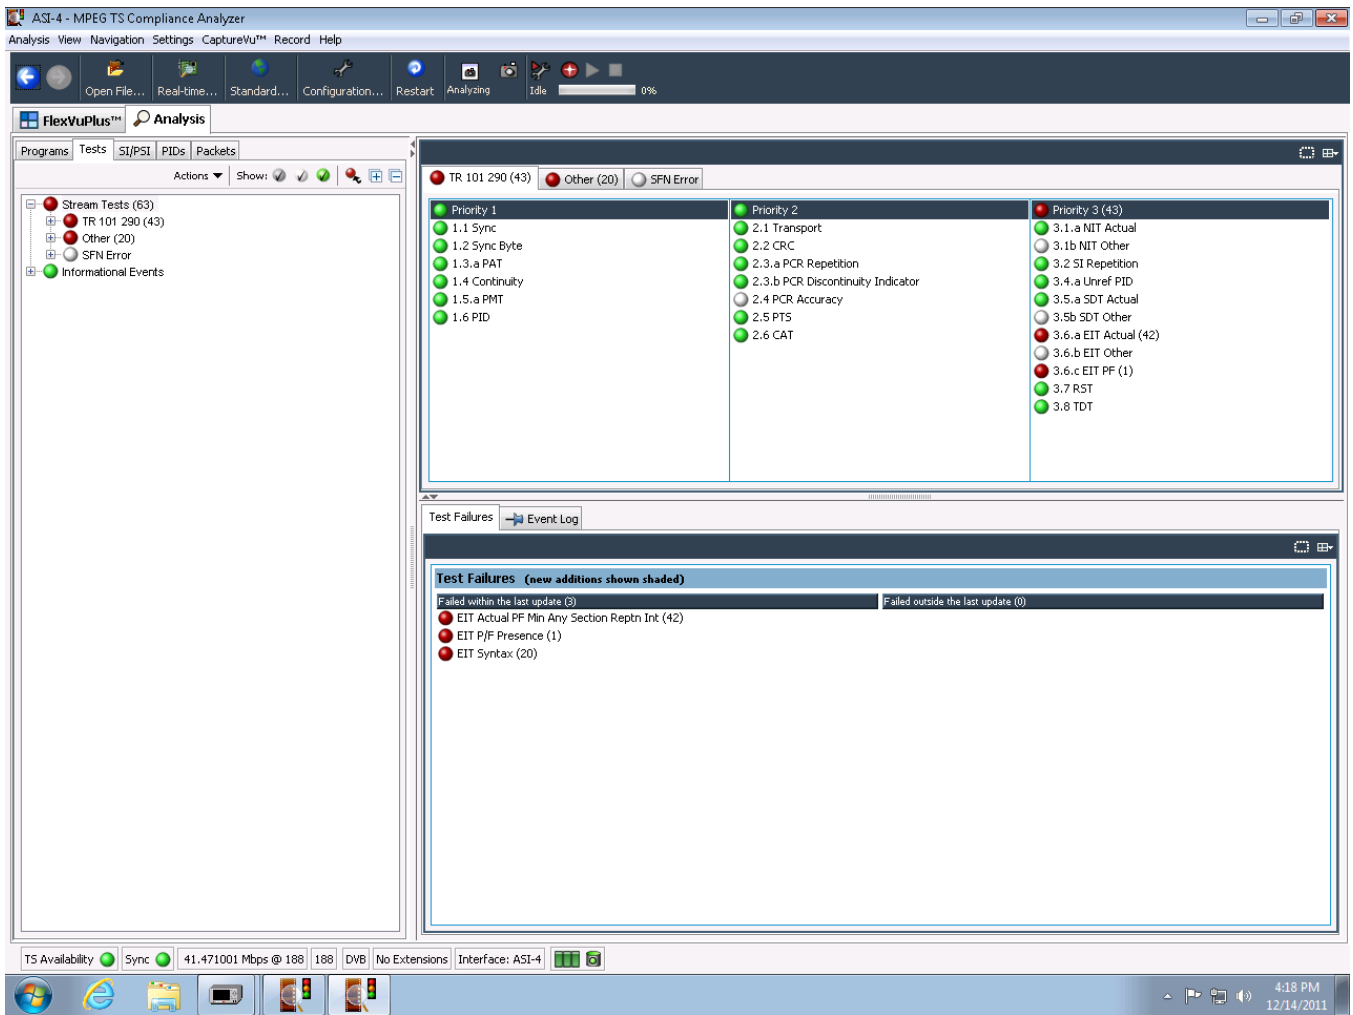 ASI-4 - MPEG TS Compliance Analyzer
Analysis View Navigation Settings CaptureVu™ Record Help
Open File... Real-time... Standard... Configuration... Restart Analyzing Idle 0%
FlexVuPlus™ Analysis
Programs Tests SI/PSI PIDs Packets
Actions Show:
Stream Tests (63)
TR 101 290 (43)
Other (20)
SFN Error
Informational Events
TR 101 290 (43) Other (20) SFN Error
Priority 1
1.1 Sync
1.2 Sync Byte
1.3.a PAT
1.4 Continuity
1.5.a PMT
1.6 PID
Priority 2
2.1 Transport
2.2 CRC
2.3.a PCR Repetition
2.3.b PCR Discontinuity Indicator
2.4 PCR Accuracy
2.5 PTS
2.6 CAT
Priority 3 (43)
3.1.a NIT Actual
3.1b NIT Other
3.2 SI Repetition
3.4.a Unref PID
3.5.a SDT Actual
3.5b SDT Other
3.6.a EIT Actual (42)
3.6.b EIT Other
3.6.c EIT PF (1)
3.7 RST
3.8 TDT
Test Failures Event Log
Test Failures (new additions shown shaded)
Failed within the last update (3)
EIT Actual PF Min Any Section Reptn Int (42)
EIT P/F Presence (1)
EIT Syntax (20)
Failed outside the last update (0)
TS Availability Sync 41.471001 Mbps @ 188 188 DVB No Extensions Interface: ASI-4
4:18 PM
12/14/2011